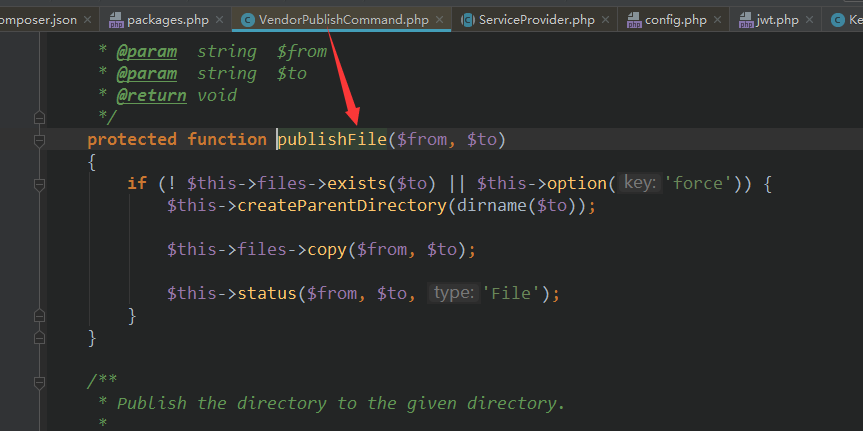 omposer.json × packages.php × VendorPublishCommand.php × ServiceProvider.php × config.php × jwt.php × Ke
* @param string $from
* @param string $to
* @return void
*/
protected function publishFile($from, $to)
{
if (! $this->files->exists($to) || $this->option( key: 'force')) {
$this->createParentDirectory(dirname($to));
$this->files->copy($from, $to);
$this->status($from, $to, type: 'File');
}
}
/**
* Publish the directory to the given directory.
*